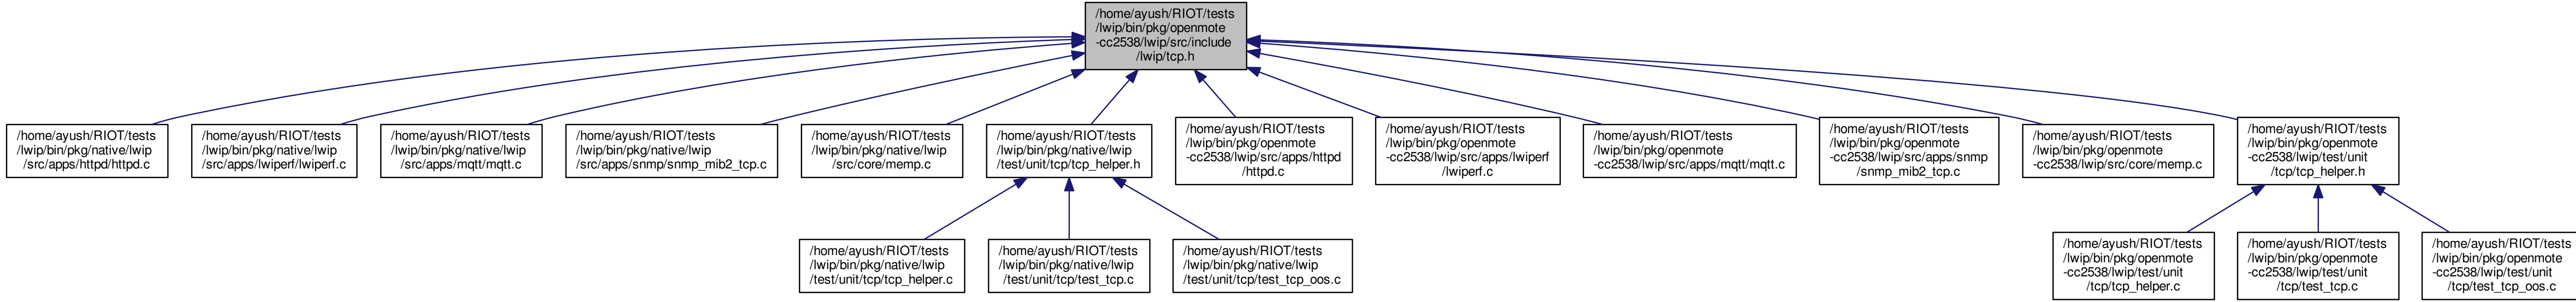 /home/ayush/RIOT/tests
/lwip/bin/pkg/openmote
-cc2538/lwip/src/include
/lwip/tcp.h
/home/ayush/RIOT/tests
/lwip/bin/pkg/native/lwip
/src/apps/httpd/httpd.c
/home/ayush/RIOT/tests
/lwip/bin/pkg/native/lwip
/src/apps/lwiperf/lwiperf.c
/home/ayush/RIOT/tests
/lwip/bin/pkg/native/lwip
/src/apps/mqtt/mqtt.c
/home/ayush/RIOT/tests
/lwip/bin/pkg/native/lwip
/src/apps/snmp/snmp_mib2_tcp.c
/home/ayush/RIOT/tests
/lwip/bin/pkg/native/lwip
/src/core/memp.c
/home/ayush/RIOT/tests
/lwip/bin/pkg/native/lwip
/test/unit/tcp/tcp_helper.h
/home/ayush/RIOT/tests
/lwip/bin/pkg/openmote
-cc2538/lwip/src/apps/httpd
/httpd.c
/home/ayush/RIOT/tests
/lwip/bin/pkg/openmote
-cc2538/lwip/src/apps/lwiperf
/lwiperf.c
/home/ayush/RIOT/tests
/lwip/bin/pkg/openmote
-cc2538/lwip/src/apps/mqtt/mqtt.c
/home/ayush/RIOT/tests
/lwip/bin/pkg/openmote
-cc2538/lwip/src/apps/snmp
/snmp_mib2_tcp.c
/home/ayush/RIOT/tests
/lwip/bin/pkg/openmote
-cc2538/lwip/src/core/memp.c
/home/ayush/RIOT/tests
/lwip/bin/pkg/openmote
-cc2538/lwip/test/unit
/tcp/tcp_helper.h
/home/ayush/RIOT/tests
/lwip/bin/pkg/native/lwip
/test/unit/tcp/tcp_helper.c
/home/ayush/RIOT/tests
/lwip/bin/pkg/native/lwip
/test/unit/tcp/test_tcp.c
/home/ayush/RIOT/tests
/lwip/bin/pkg/native/lwip
/test/unit/tcp/test_tcp_oos.c
/home/ayush/RIOT/tests
/lwip/bin/pkg/openmote
-cc2538/lwip/test/unit
/tcp/tcp_helper.c
/home/ayush/RIOT/tests
/lwip/bin/pkg/openmote
-cc2538/lwip/test/unit
/tcp/test_tcp.c
/home/ayush/RIOT/tests
/lwip/bin/pkg/openmote
-cc2538/lwip/test/unit
/tcp/test_tcp_oos.c